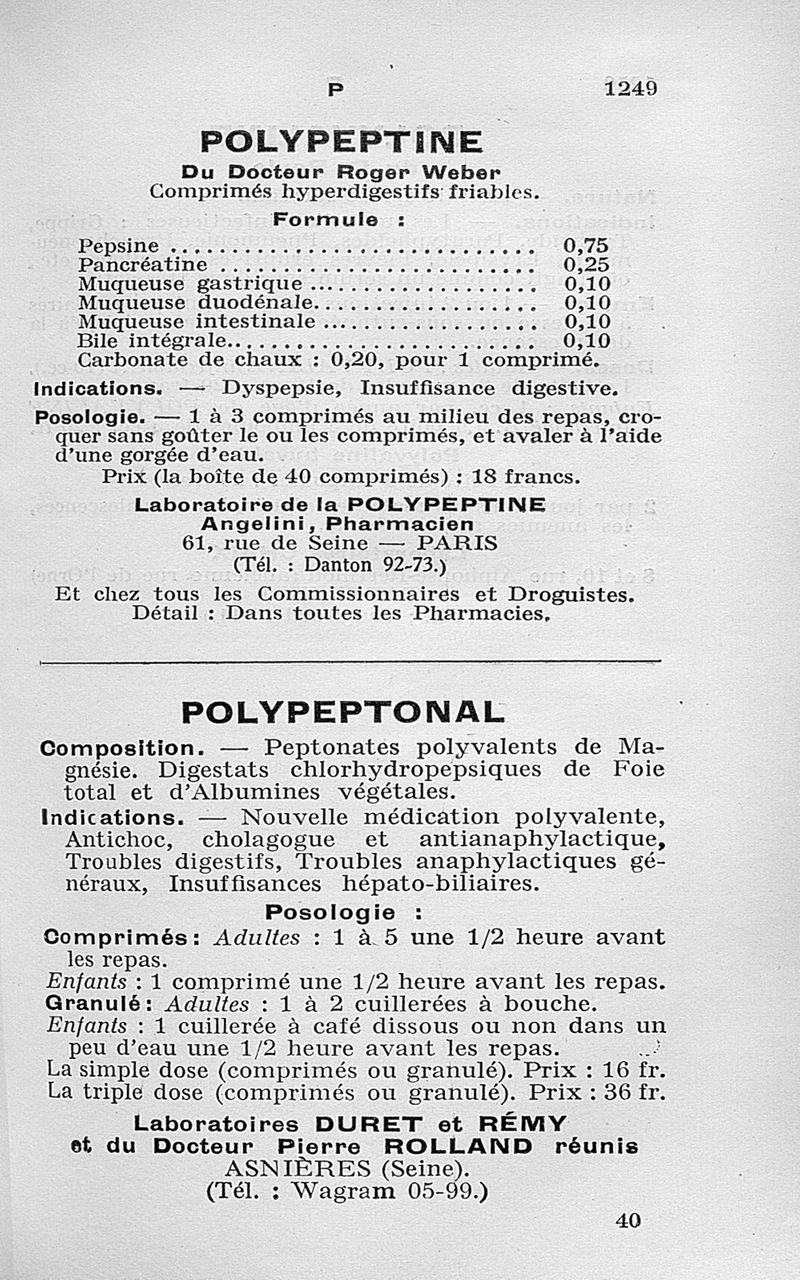 P 1249
POLYPEPTINE
Du Docteur Roger Weber
Comprimés hyperdigestifs friables.
Formule :
Pepsine ............................ 0,75
Pancréatine ........................ 0,25
Muqueuse gastrique ................. 0,10
Muqueuse duodénale.................. 0,10
Muqueuse intestinale ............... 0,10
Bile intégrale...................... 0,10
Carbonate de chaux : 0,20, pour 1 comprimé.
Indications. — Dyspepsie, Insuffisance digestive.
Posologie. — 1 à 3 comprimés au milieu des repas, cro-
quer sans goûter le ou les comprimés, et avaler à l'aide
d'une gorgée d'eau.
Prix (la boîte de 40 comprimés) : 18 francs.
Laboratoire de la POLYPEPTINE
Angelini, Pharmacien
61, rue de Seine — PARIS
(Tél. : Danton 92-73.)
Et chez tous les Commissionnaires et Droguistes.
Détail : Dans toutes les Pharmacies.
POLYPEPTONAL
Composition. — Peptonates polyvalents de Ma-
gnésie. Digestats chlorhydropepsiques de Foie
total et d'Albumines végétales.
Indications. — Nouvelle médication polyvalente,
Antichoc, cholagogue et antianaphylactique,
Troubles digestifs, Troubles anaphylactiques gé-
néraux, Insuffisances hépato-biliaires.
Posologie :
Comprimés : Adultes : 1 à 5 une 1/2 heure avant
les repas.
Enfants : 1 comprimé une 1/2 heure avant les repas.
Granulé : Adultes : 1 à 2 cuillerées à bouche.
Enfants : 1 cuillerée à café dissous ou non dans un
peu d'eau une 1/2 heure avant les repas.
La simple dose (comprimés ou granulé). Prix : 16 fr.
La triple dose (comprimés ou granulé). Prix : 36 fr.
Laboratoires DURET et RÉMY
et du Docteur Pierre ROLLAND réunis
ASNIÈRES (Seine).
(Tél. : Wagram 05-99.)
40